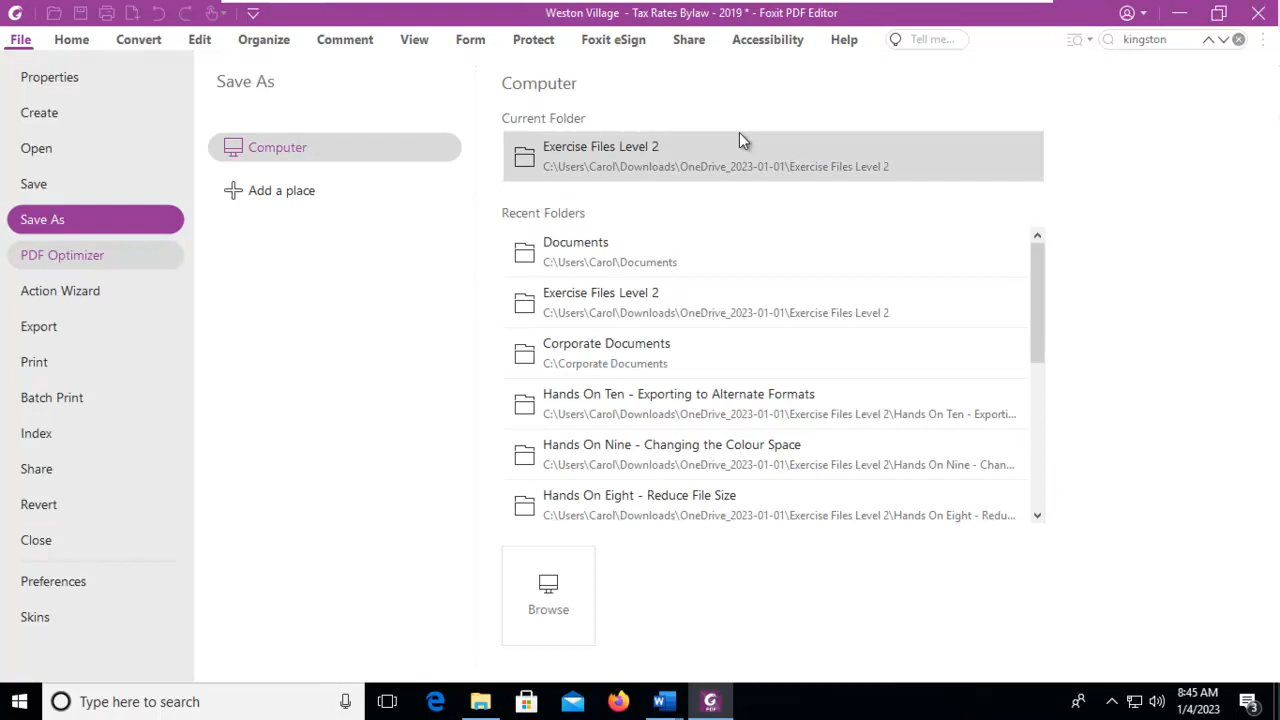 Weston Village - Tax Rates Bylaw - 2019 * - Foxit PDF Editor
File Home Convert Edit Organize Comment View Form Protect Foxit eSign Share Accessibility Help Tell me... kingston
Properties
Create
Open
Save
Save As
PDF Optimizer
Action Wizard
Export
Print
Batch Print
Index
Share
Revert
Close
Preferences
Skins
Save As
Computer
Add a place
Computer
Current Folder
Exercise Files Level 2
C:\Users\Carol\Downloads\OneDrive_2023-01-01\Exercise Files Level 2
Recent Folders
Documents
C:\Users\Carol\Documents
Exercise Files Level 2
C:\Users\Carol\Downloads\OneDrive_2023-01-01\Exercise Files Level 2
Corporate Documents
C:\Corporate Documents
Hands On Ten - Exporting to Alternate Formats
C:\Users\Carol\Downloads\OneDrive_2023-01-01\Exercise Files Level 2\Hands On Ten - Exporti...
Hands On Nine - Changing the Colour Space
C:\Users\Carol\Downloads\OneDrive_2023-01-01\Exercise Files Level 2\Hands On Nine - Chan...
Hands On Eight - Reduce File Size
C:\Users\Carol\Downloads\OneDrive_2023-01-01\Exercise Files Level 2\Hands On Eight - Redu...
Browse
Type here to search
8:45 AM
1/4/2023
3
PDF